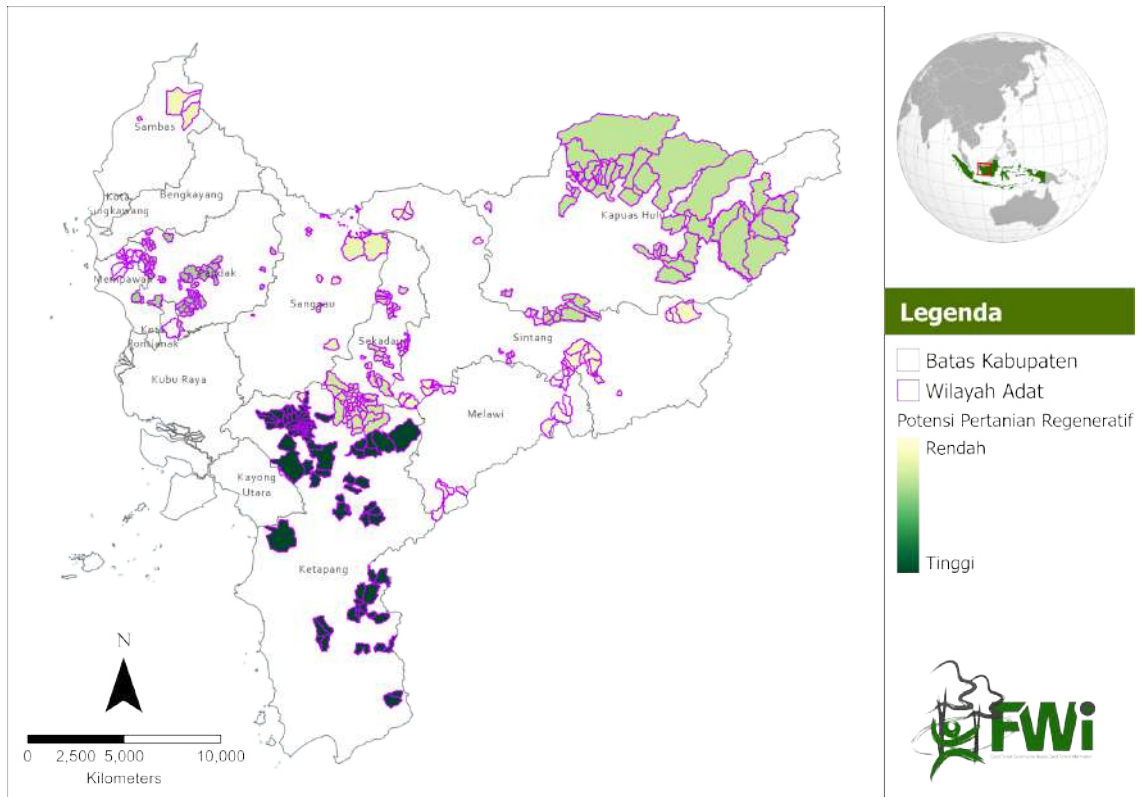 Sambas
Bengkayang
Kota
Singkawang
Kapuas Hulu
Mempawah
Landak
Sanggau
Kota
Pontianak
Sekadau
Sintang
Kubu Raya
Melawi
Kayong
Utara
Ketapang
N
0 2,500 5,000 10,000
Kilometers
Legenda
Batas Kabupaten
Wilayah Adat
Potensi Pertanian Regeneratif
Rendah
Tinggi
FWi